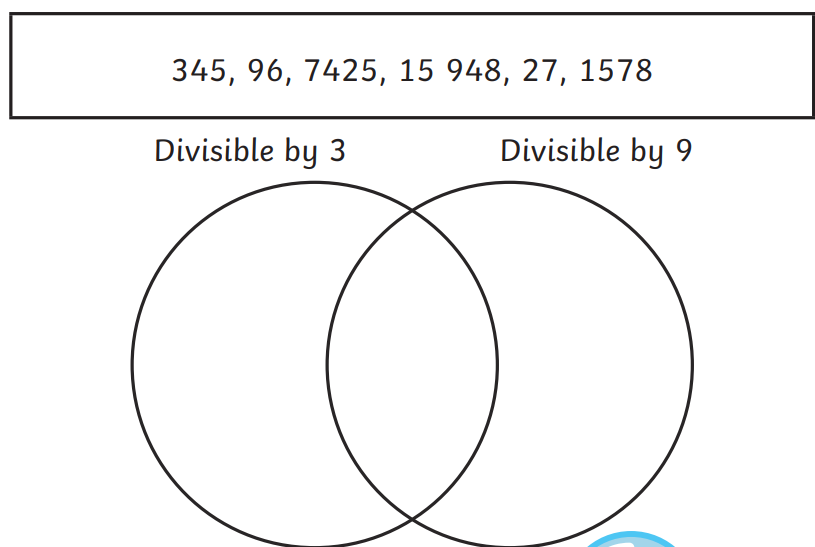 345, 96, 7425, 15 948, 27, 1578
Divisible by 3
Divisible by 9